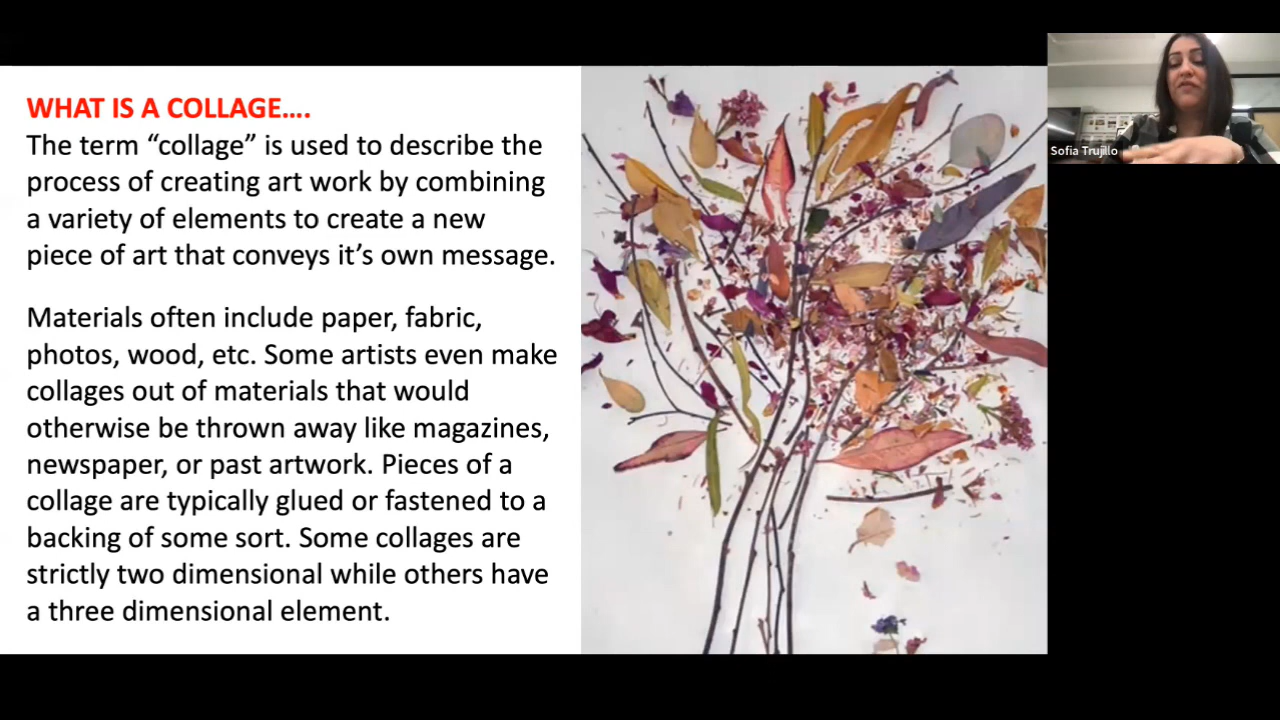 WHAT IS A COLLAGE....
The term “collage” is used to describe the
process of creating art work by combining
a variety of elements to create a new
piece of art that conveys it’s own message.
Materials often include paper, fabric,
photos, wood, etc. Some artists even make
collages out of materials that would
otherwise be thrown away like magazines,
newspaper, or past artwork. Pieces of a
collage are typically glued or fastened to a
backing of some sort. Some collages are
strictly two dimensional while others have
a three dimensional element.
Sofia Trujillo